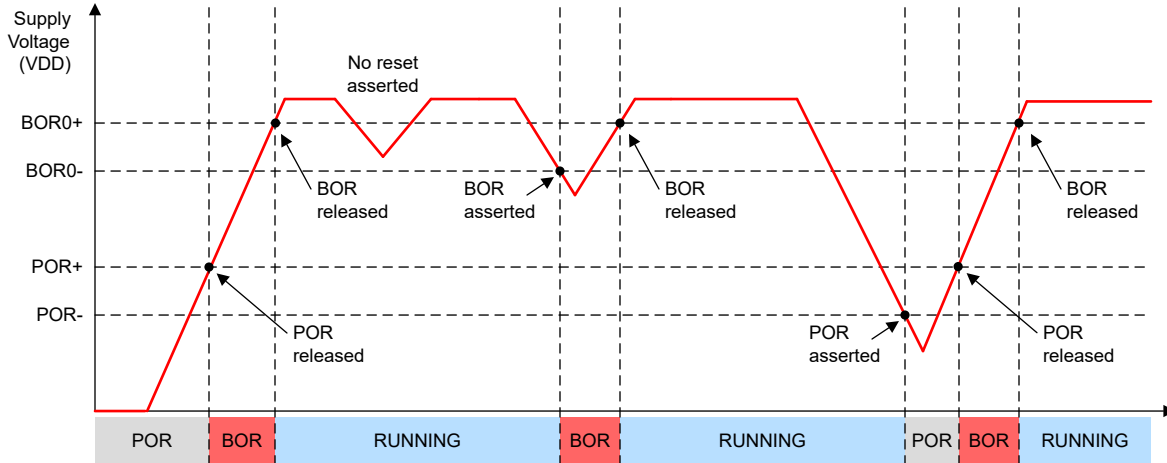 Supply
Voltage
(VDD)
No reset
asserted
BOR0+
BOR0-
BOR
released
BOR
asserted
BOR
released
BOR
released
POR+
POR-
POR
released
POR
asserted
POR
released
POR
BOR
RUNNING
BOR
RUNNING
POR
BOR
RUNNING